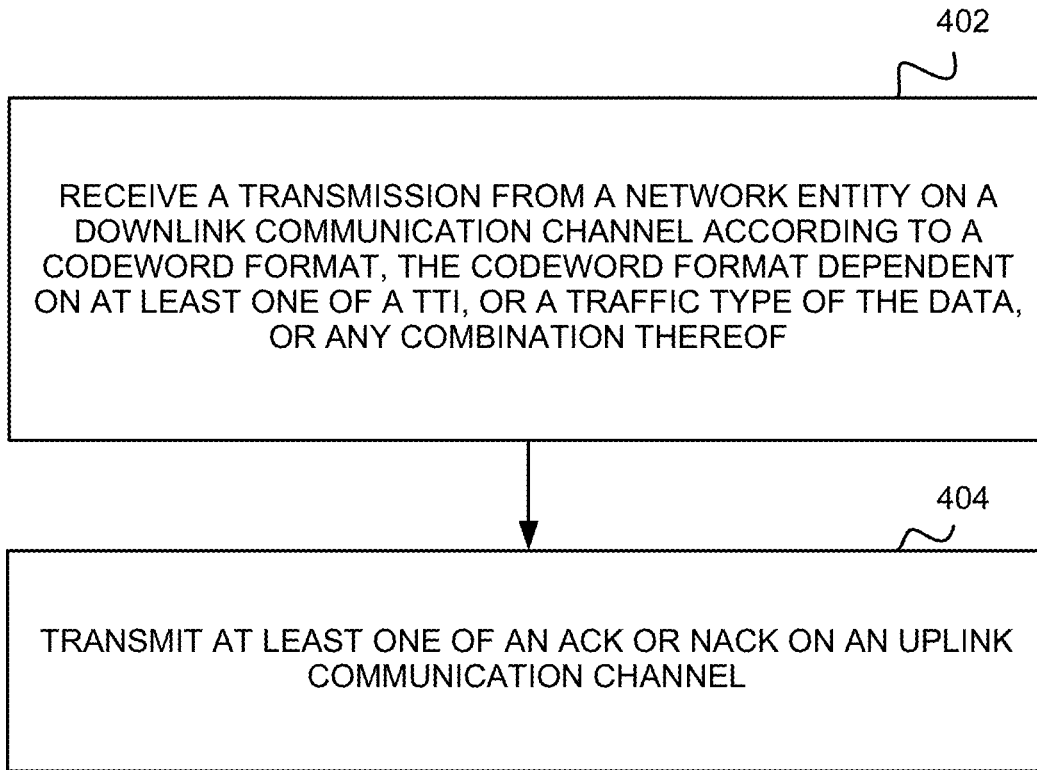 402
RECEIVE A TRANSMISSION FROM A NETWORK ENTITY ON A
DOWNLINK COMMUNICATION CHANNEL ACCORDING TO A
CODEWORD FORMAT, THE CODEWORD FORMAT DEPENDENT
ON AT LEAST ONE OF A TTI, OR A TRAFFIC TYPE OF THE DATA,
OR ANY COMBINATION THEREOF
404
TRANSMIT AT LEAST ONE OF AN ACK OR NACK ON AN UPLINK
COMMUNICATION CHANNEL